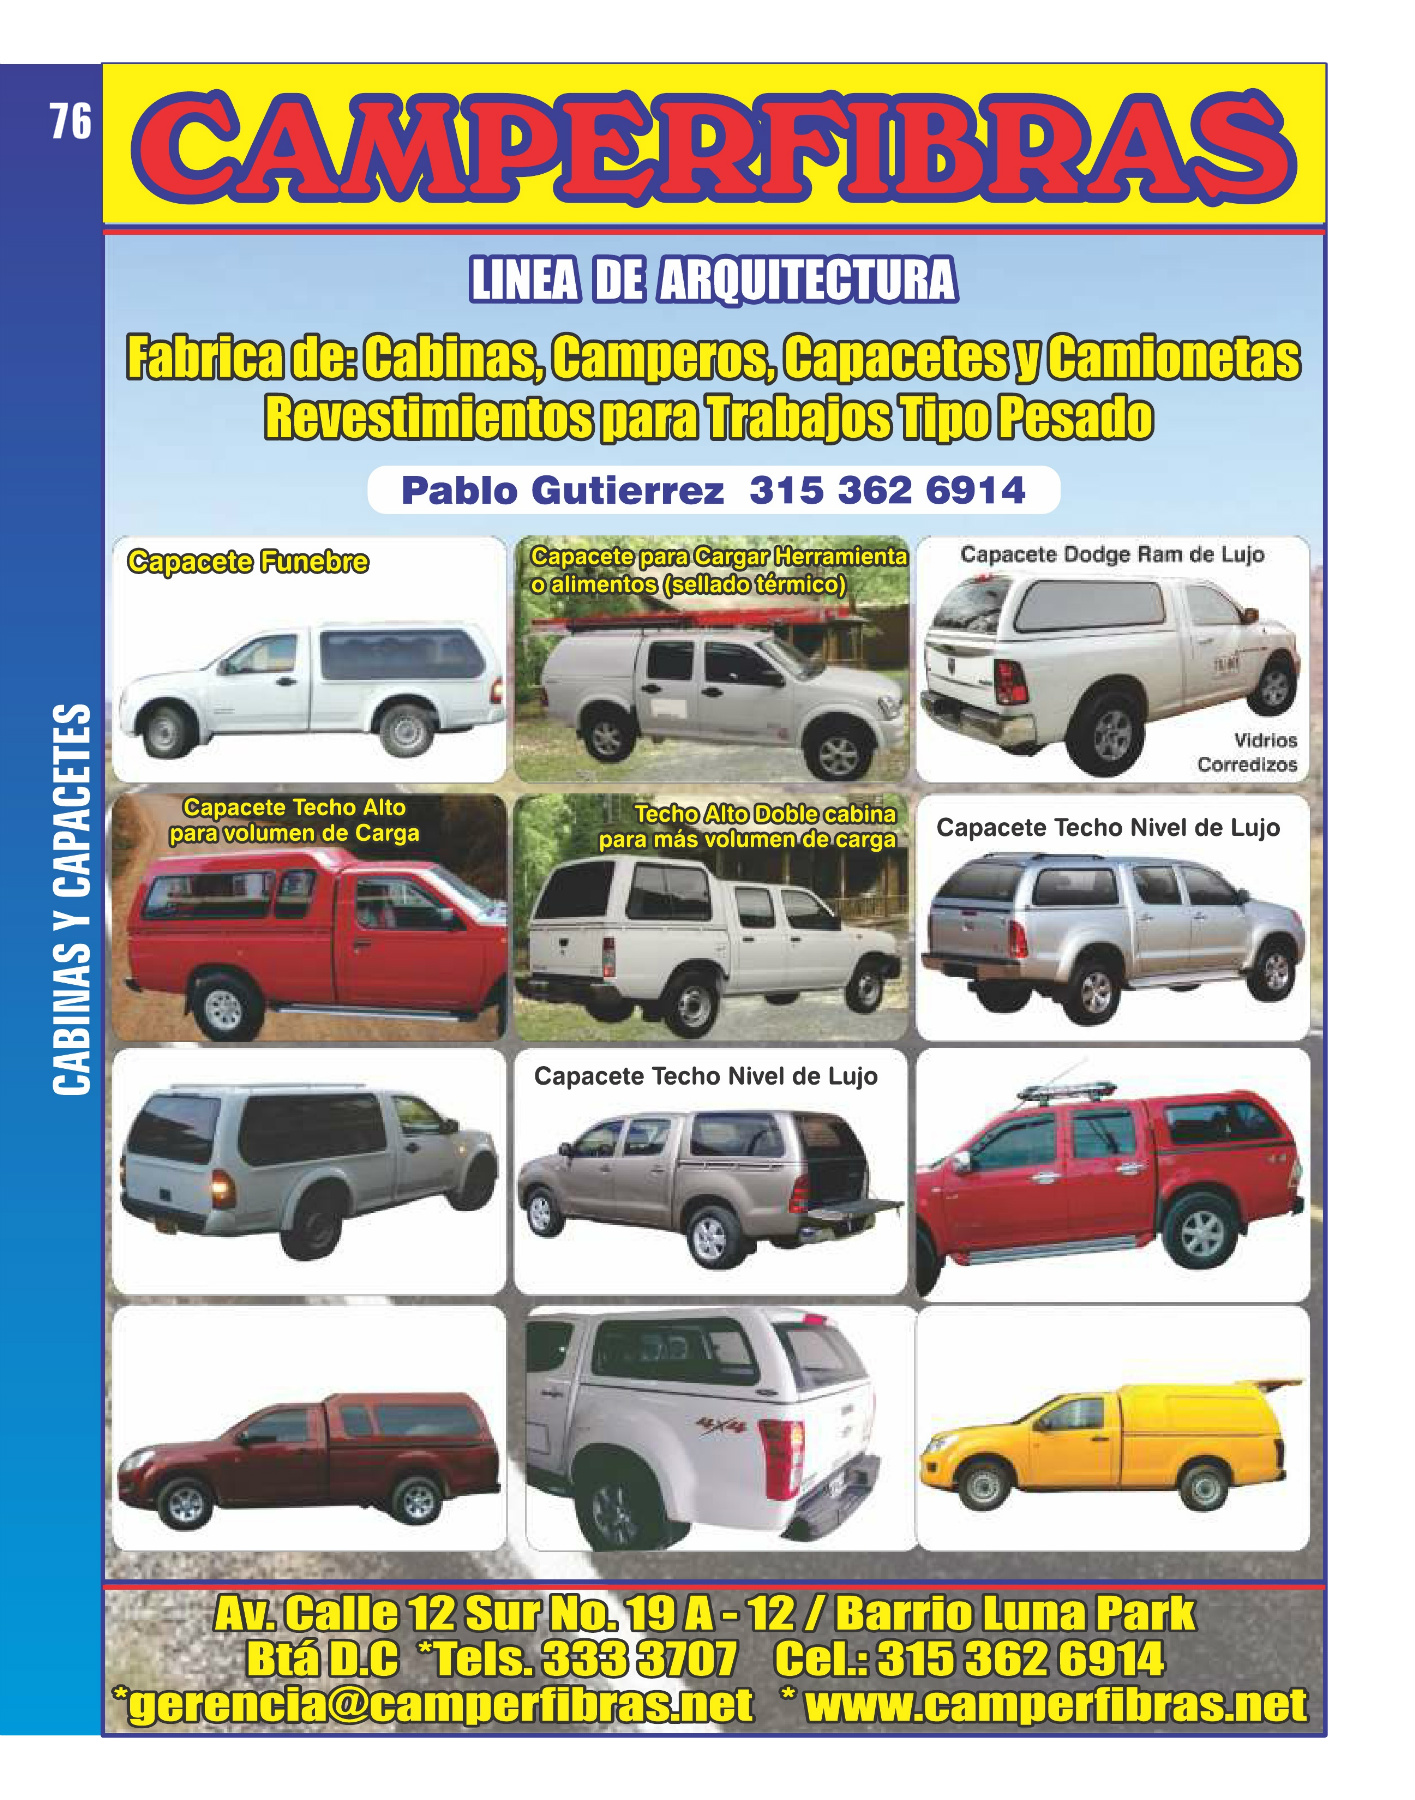 76
CAMPERFIBRAS
LINEA DE ARQUITECTURA
Fabrica de: Cabinas, Camperos, Capacetes y Camionetas
Revestimientos para Trabajos Tipo Pesado
Pablo Gutierrez 315 362 6914
Capacete Funebre
Capacete para Cargar Herramienta
o alimentos (sellado térmico)
Capacete Dodge Ram de Lujo
Vidrios
Corredizos
Capacete Techo Alto
para volumen de Carga
Techo Alto Doble cabina
para más volumen de carga
Capacete Techo Nivel de Lujo
Capacete Techo Nivel de Lujo
4x4
CABINAS Y CAPACETES
Av. Calle 12 Sur No. 19 A - 12 / Barrio Luna Park
Btá D.C *Tels. 333 3707 Cel.: 315 362 6914
*gerencia@camperfibras.net * www.camperfibras.net